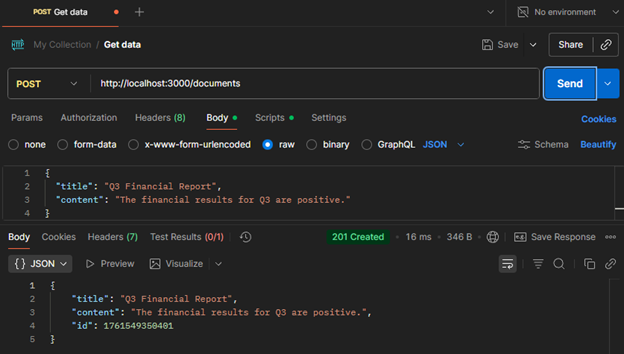 POST Get data
No environment
My Collection / Get data
Save
Share
POST
http://localhost:3000/documents
Send
Params Authorization Headers (8) Body Scripts Settings Cookies
none form-data x-www-form-urlencoded raw binary GraphQL JSON Schema Beautify
1 {
2 "title": "Q3 Financial Report",
3 "content": "The financial results for Q3 are positive."
4 }
Body Cookies Headers (7) Test Results (0/1) 201 Created • 16 ms • 346 B Save Response
{} JSON Preview Visualize
1 {
2 "title": "Q3 Financial Report",
3 "content": "The financial results for Q3 are positive.",
4 "id": 1761549350401
5 }